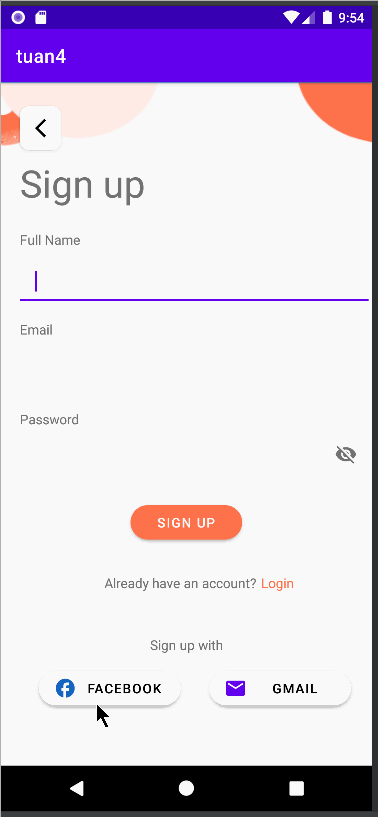 9:54
tuan4
Sign up
Full Name
Email
Password
SIGN UP
Already have an account? Login
Sign up with
FACEBOOK GMAIL